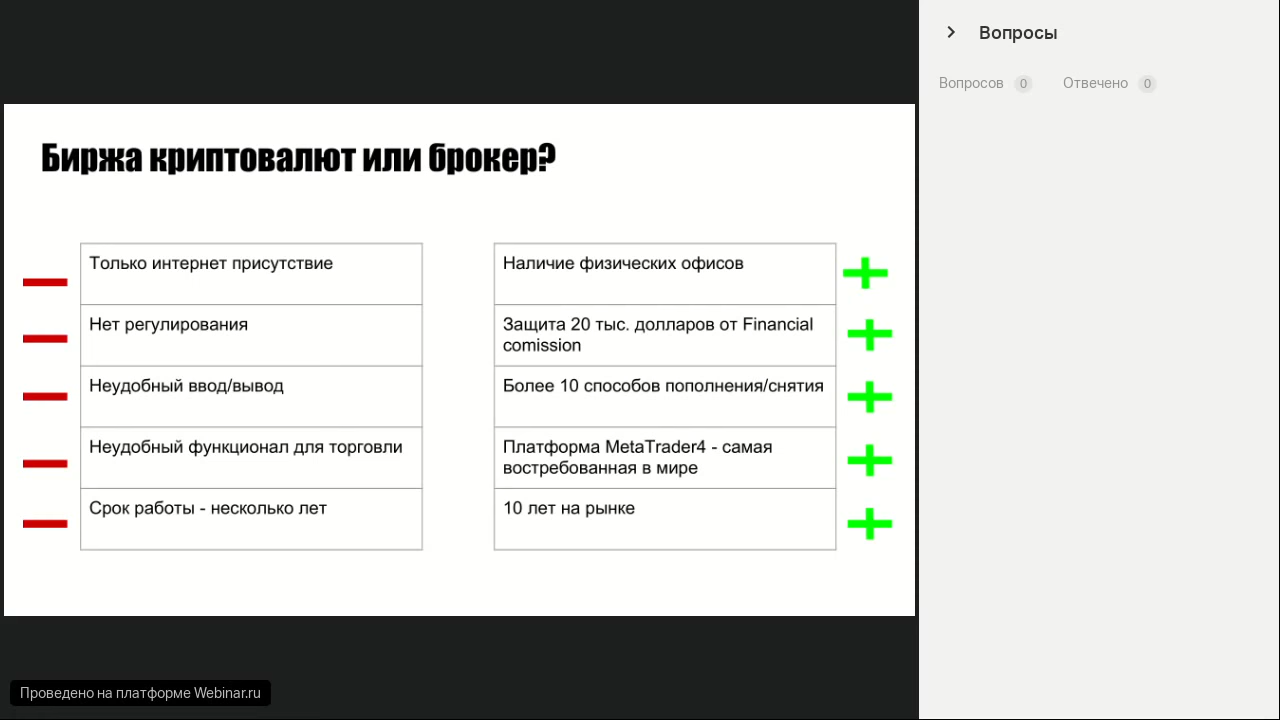 Вопросы
Вопросов 0 Отвечено 0
Биржа криптовалют или брокер?
Только интернет присутствие
Нет регулирования
Неудобный ввод/вывод
Неудобный функционал для торговли
Срок работы - несколько лет
Наличие физических офисов
Защита 20 тыс. долларов от Financial
comission
Более 10 способов пополнения/снятия
Платформа MetaTrader4 - самая
востребованная в мире
10 лет на рынке
Проведено на платформе Webinar.ru